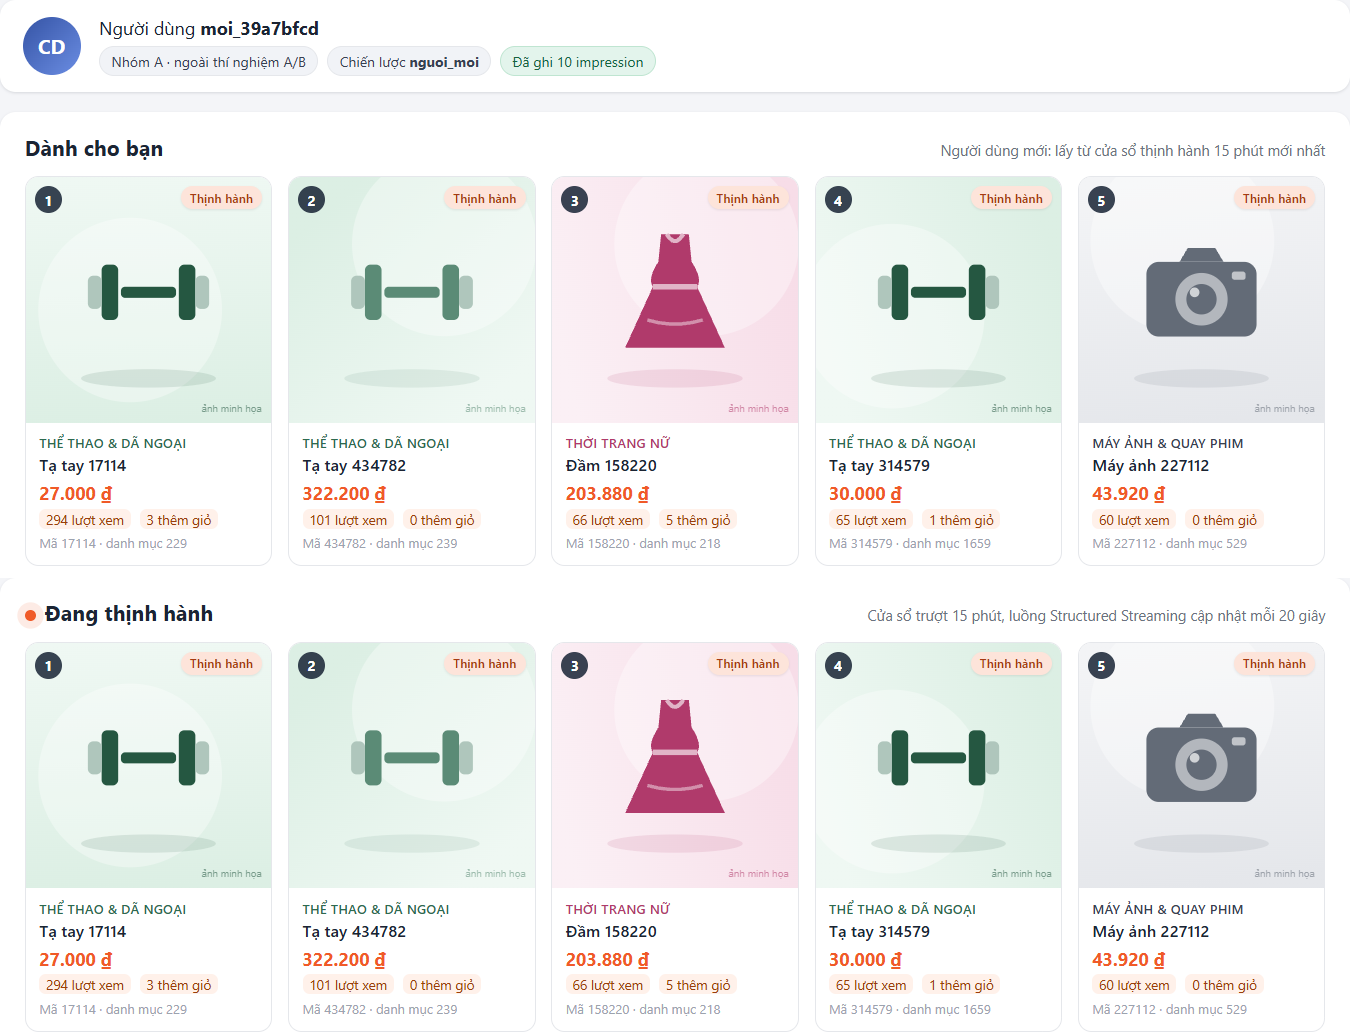 CD
Người dùng moi_39a7bfcd
Nhóm A · ngoài thí nghiệm A/B
Chiến lược nguoi_moi
Đã ghi 10 impression
Dành cho bạn
Người dùng mới: lấy từ cửa sổ thịnh hành 15 phút mới nhất
1
Thịnh hành
ảnh minh họa
THỂ THAO & DÃ NGOẠI
Tạ tay 17114
27.000 ₫
294 lượt xem
3 thêm giỏ
Mã 17114 · danh mục 229
2
Thịnh hành
ảnh minh họa
THỂ THAO & DÃ NGOẠI
Tạ tay 434782
322.200 ₫
101 lượt xem
0 thêm giỏ
Mã 434782 · danh mục 239
3
Thịnh hành
ảnh minh họa
THỜI TRANG NỮ
Đầm 158220
203.880 ₫
66 lượt xem
5 thêm giỏ
Mã 158220 · danh mục 218
4
Thịnh hành
ảnh minh họa
THỂ THAO & DÃ NGOẠI
Tạ tay 314579
30.000 ₫
65 lượt xem
1 thêm giỏ
Mã 314579 · danh mục 1659
5
Thịnh hành
ảnh minh họa
MÁY ẢNH & QUAY PHIM
Máy ảnh 227112
43.920 ₫
60 lượt xem
0 thêm giỏ
Mã 227112 · danh mục 529
Đang thịnh hành
Cửa sổ trượt 15 phút, luồng Structured Streaming cập nhật mỗi 20 giây
1
Thịnh hành
ảnh minh họa
THỂ THAO & DÃ NGOẠI
Tạ tay 17114
27.000 ₫
294 lượt xem
3 thêm giỏ
Mã 17114 · danh mục 229
2
Thịnh hành
ảnh minh họa
THỂ THAO & DÃ NGOẠI
Tạ tay 434782
322.200 ₫
101 lượt xem
0 thêm giỏ
Mã 434782 · danh mục 239
3
Thịnh hành
ảnh minh họa
THỜI TRANG NỮ
Đầm 158220
203.880 ₫
66 lượt xem
5 thêm giỏ
Mã 158220 · danh mục 218
4
Thịnh hành
ảnh minh họa
THỂ THAO & DÃ NGOẠI
Tạ tay 314579
30.000 ₫
65 lượt xem
1 thêm giỏ
Mã 314579 · danh mục 1659
5
Thịnh hành
ảnh minh họa
MÁY ẢNH & QUAY PHIM
Máy ảnh 227112
43.920 ₫
60 lượt xem
0 thêm giỏ
Mã 227112 · danh mục 529